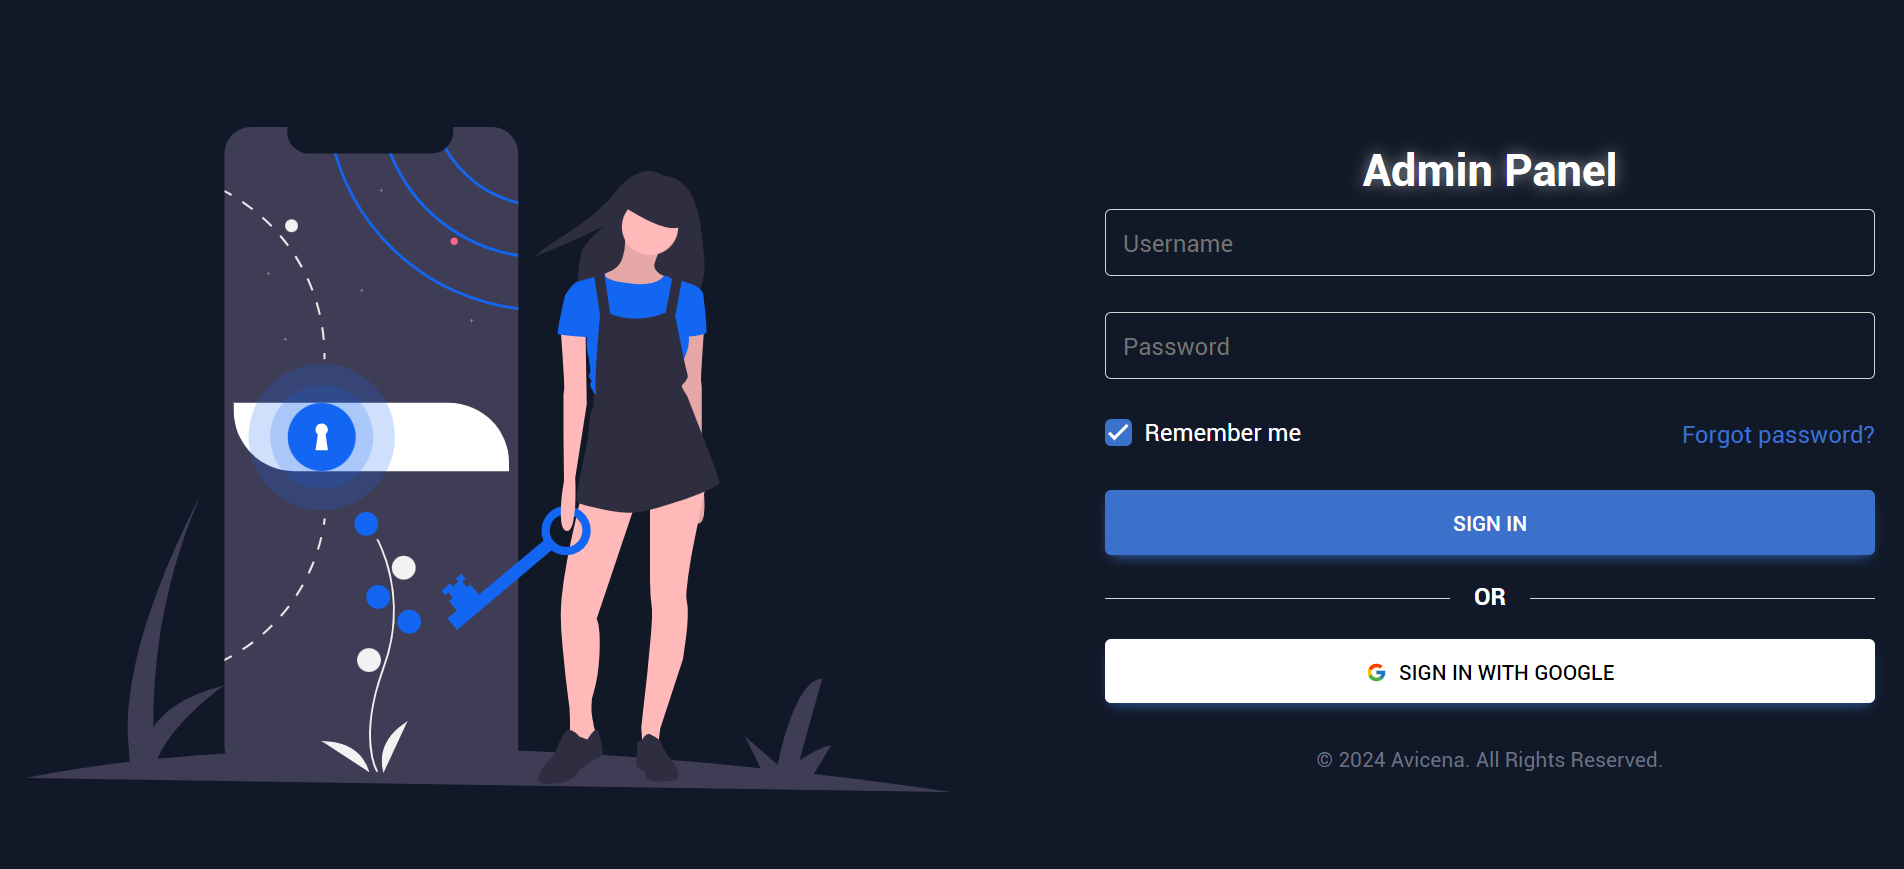 Admin Panel
Username
Password
Remember me
Forgot password?
SIGN IN
OR
SIGN IN WITH GOOGLE
© 2024 Avicena. All Rights Reserved.